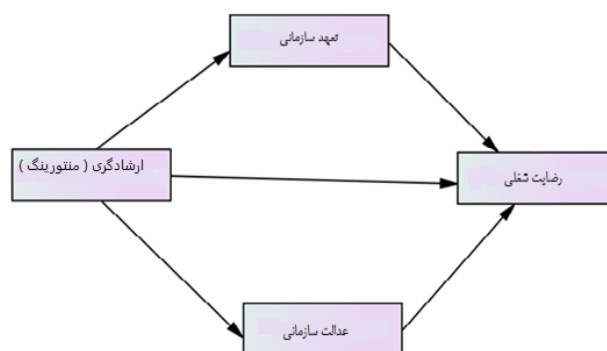 تعهد سازمانی
ارشادگری ( منتورینگ )
رضایت شغلی
عدالت سازمانی